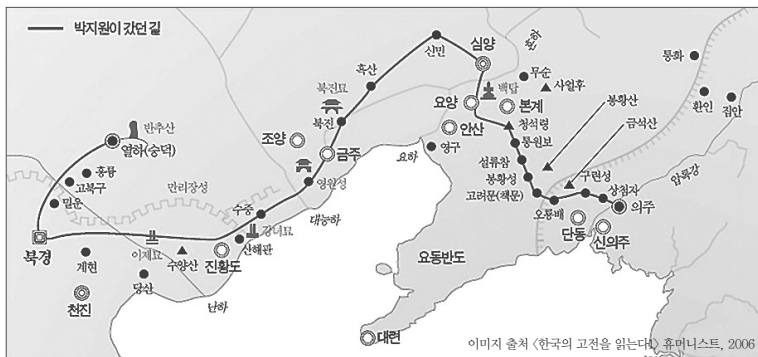 박지원이 갔던 길
심양
신민
혼하
무순
사얼후
통화
환인
집안
봉황산
금석산
흑산
북진묘
북진
요양
백탑
본계
청석령
통원보
안산
조양
금주
반추산
열하(승덕)
흥륭
고북구
밀운
만리장성
영원성
요하
영구
설류참
봉황성
고려문(책문)
구련성
상첨자
압록강
의주
오룡배
수중
대능하
강녀묘
산해관
단동
신의주
북경
계현
이제묘
수양산
진황도
요동반도
당산
난하
천진
대련
이미지 출처 〈한국의 고전을 읽는다〉 휴머니스트, 2006